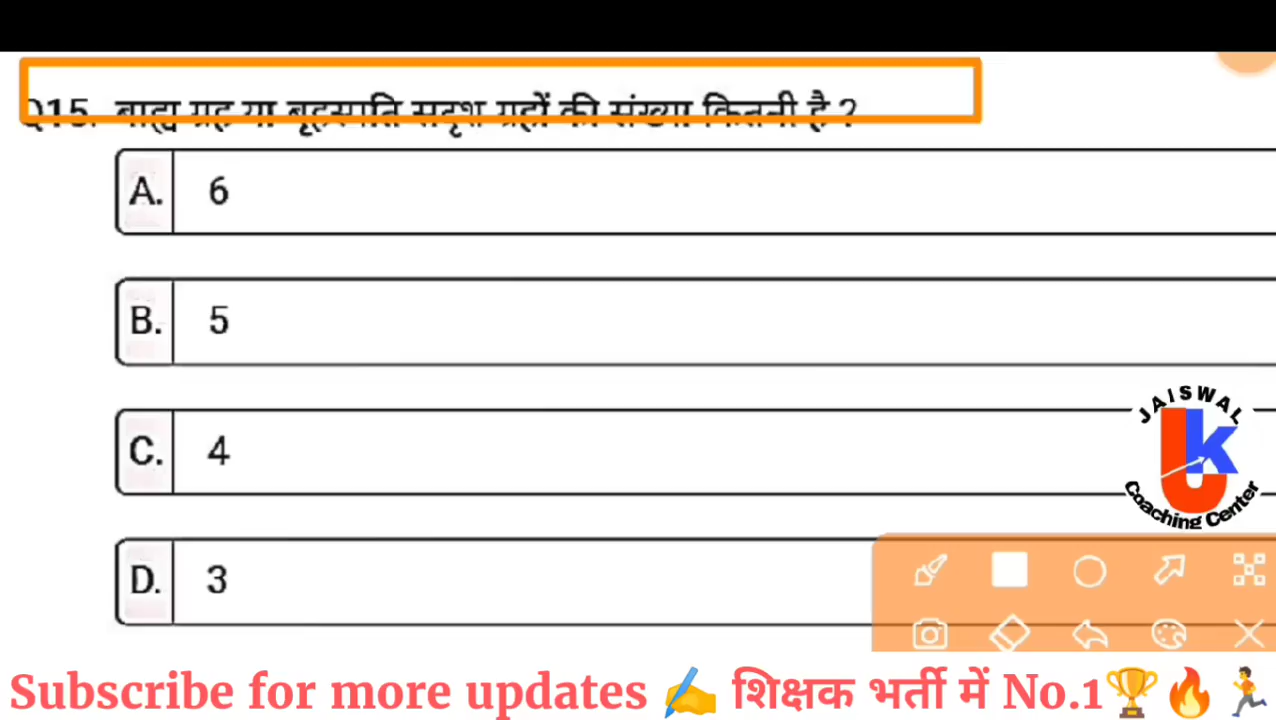 Q15. बाह्य ग्रह या बृहस्पति सदृश ग्रहों की संख्या कितनी है ?
A. 6
B. 5
C. 4
D. 3
JAISWAL
k
Coaching Center
Subscribe for more updates ✍️ शिक्षक भर्ती में No.1🏆🔥🏃